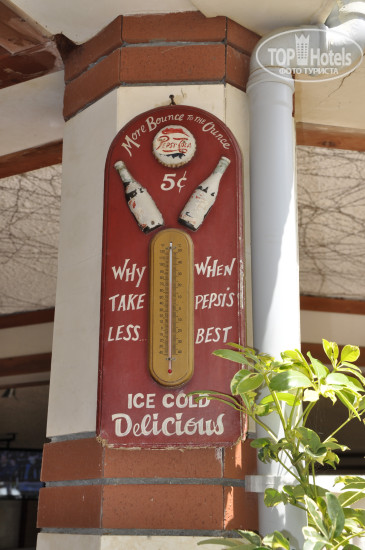 TOP Hotels
ФОТО ТУРИСТА
More Bounce TO THE Ounce
PEPSI-COLA
5¢
WHY WHEN
TAKE PEPSI'S
LESS... BEST
ICE COLD
Delicious